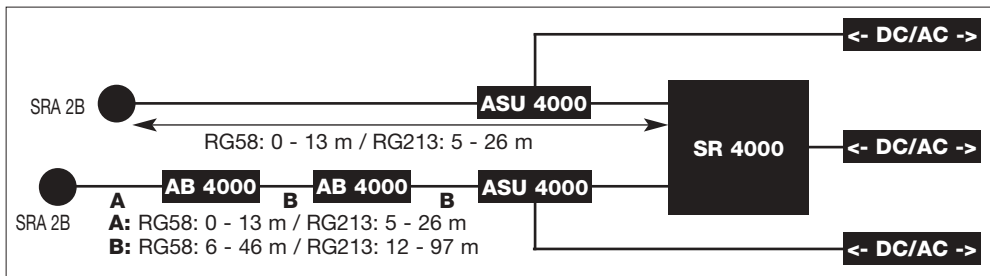 <- DC/AC ->
SRA 2B
ASU 4000
RG58: 0 - 13 m / RG213: 5 - 26 m
SR 4000
<- DC/AC ->
AB 4000
AB 4000
ASU 4000
A
B
B
SRA 2B
A: RG58: 0 - 13 m / RG213: 5 - 26 m
B: RG58: 6 - 46 m / RG213: 12 - 97 m
<- DC/AC ->